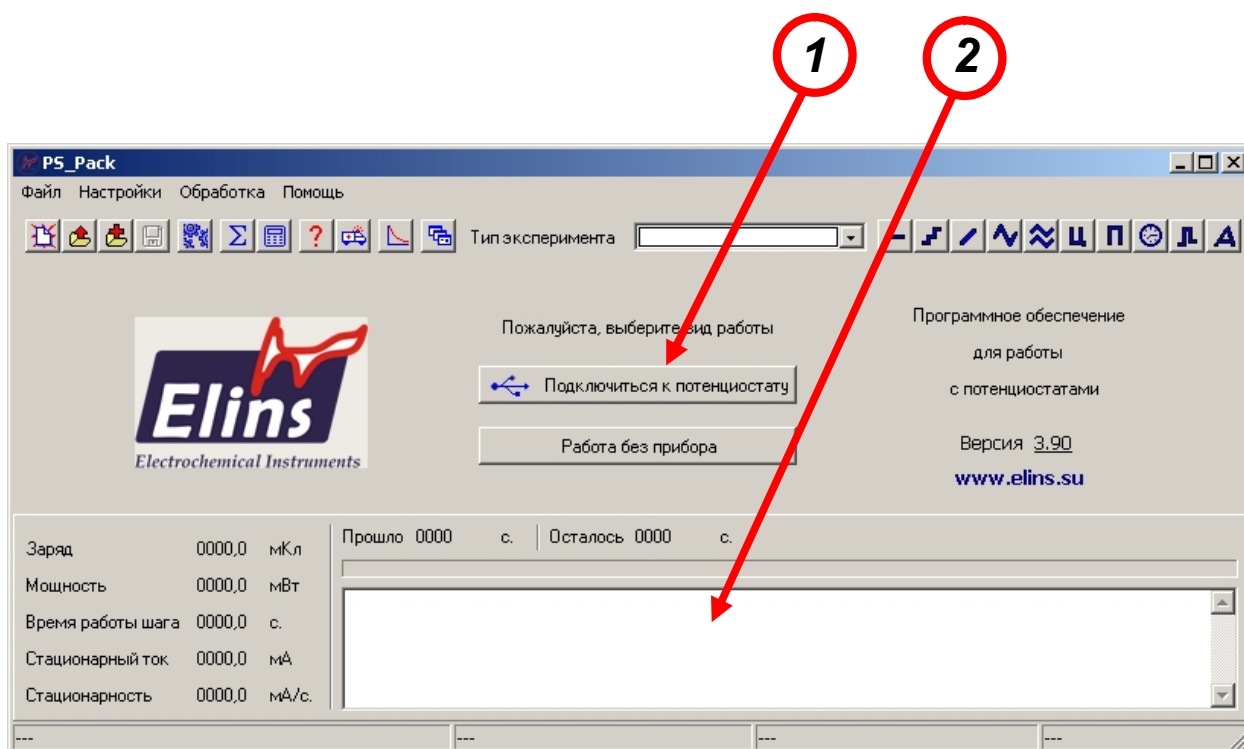 1 2
PS_Pack
Файл Настройки Обработка Помощь
Тип эксперимента Ц П Д
Пожалуйста, выберите вид работы
Подключиться к потенциостату
Работа без прибора
Elins
Electrochemical Instruments
Программное обеспечение
для работы
с потенциостатами
Версия 3.90
www.elins.su
Заряд 0000,0 мКл
Мощность 0000,0 мВт
Время работы шага 0000,0 с.
Стационарный ток 0000,0 мА
Стационарность 0000,0 мА/с.
Прошло 0000 с. Осталось 0000 с.
--- --- --- ---